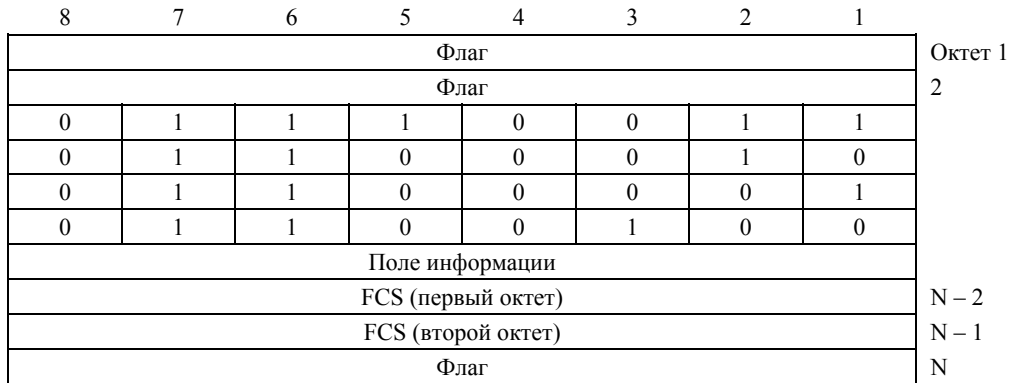 8 7 6 5 4 3 2 1
Флаг Октет 1
Флаг 2
0 1 1 1 0 0 1 1
0 1 1 0 0 0 1 0
0 1 1 0 0 0 0 1
0 1 1 0 0 1 0 0
Поле информации
FCS (первый октет) N – 2
FCS (второй октет) N – 1
Флаг N